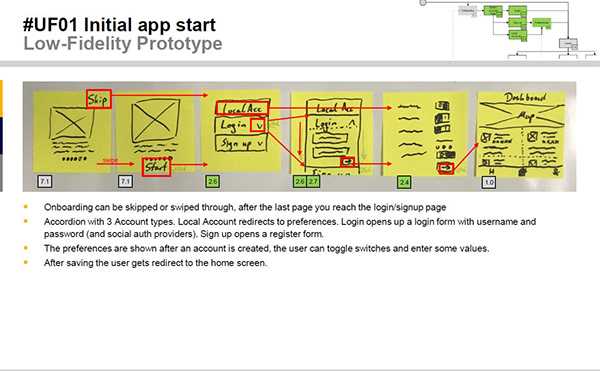 #UF01 Initial app start
Low-Fidelity Prototype
Skip
swipe
Start
Local Acc
Login
Sign up
Local Acc
Login
Dashboard
Map
7.1
7.1
2.6
2.6 2.7
2.4
1.0
Onboarding can be skipped or swiped through, after the last page you reach the login/signup page
Accordion with 3 Account types. Local Account redirects to preferences. Login opens up a login form with username and
password (and social auth providers). Sign up opens a register form.
The preferences are shown after an account is created, the user can toggle switches and enter some values.
After saving the user gets redirect to the home screen.